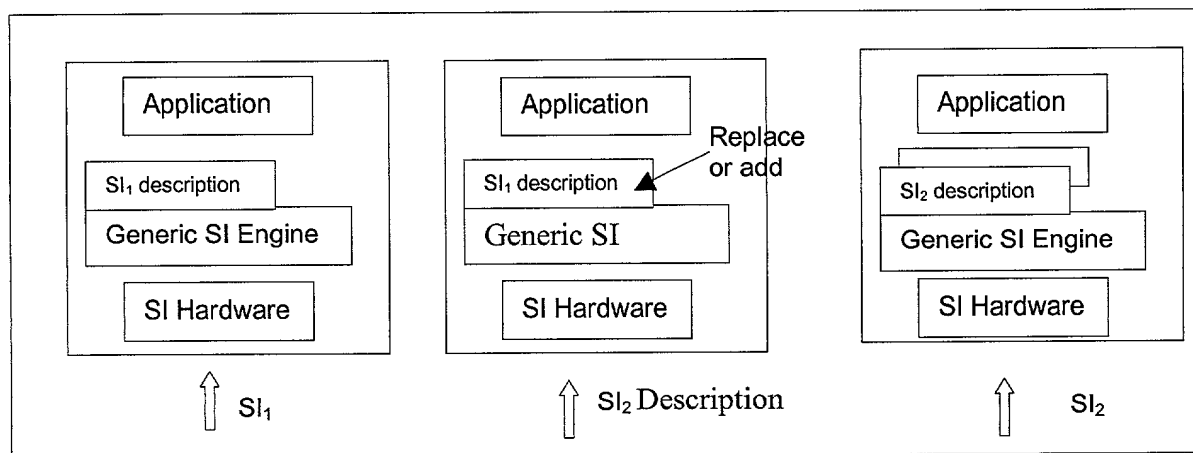 Application
SI₁ description
Generic SI Engine
SI Hardware
SI₁
Application
Replace
or add
SI₁ description
Generic SI
SI Hardware
SI₂ Description
Application
SI₂ description
Generic SI Engine
SI Hardware
SI₂